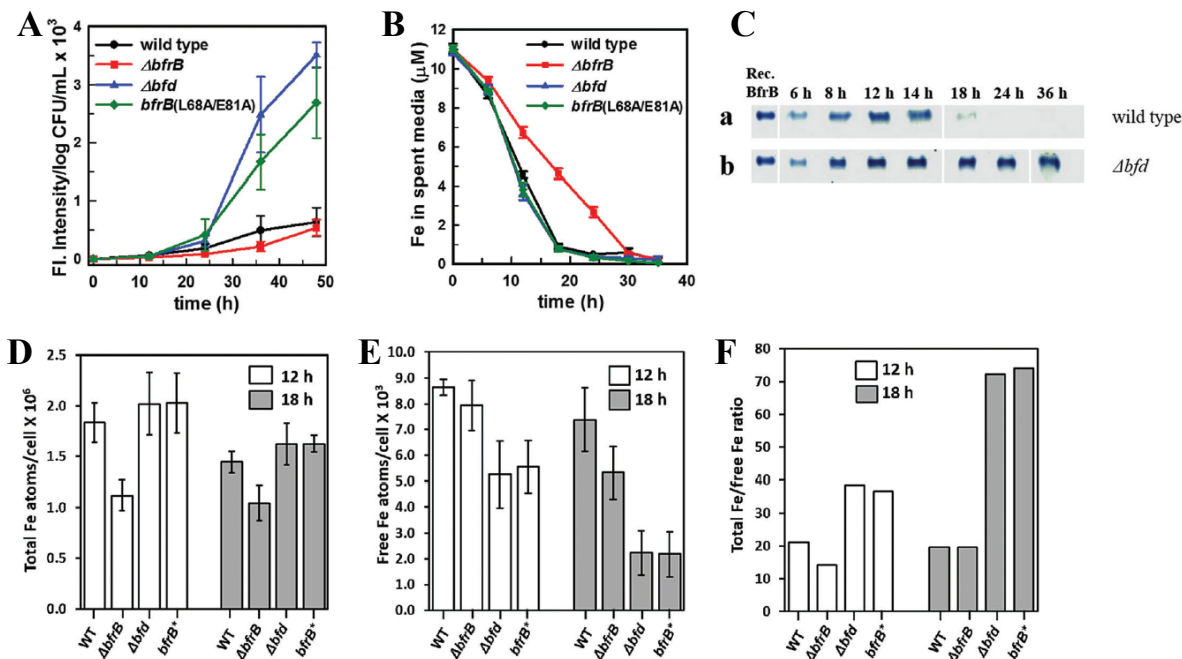 A
Fl. Intensity/log CFU/mL x 10³
4
3
2
1
0
wild type
ΔbfrB
Δbfd
bfrB(L68A/E81A)
0 10 20 30 40 50
time (h)
B
Fe in spent media (μM)
12
10
8
6
4
2
0
wild type
ΔbfrB
Δbfd
bfrB(L68A/E81A)
0 10 20 30 40
time (h)
C
Rec.
BfrB 6 h 8 h 12 h 14 h 18 h 24 h 36 h
a wild type
b Δbfd
D
Total Fe atoms/cell X 10⁶
2.5
2.0
1.5
1.0
0.5
0.0
12 h
18 h
WT ΔbfrB Δbfd bfrB* WT ΔbfrB Δbfd bfrB*
E
Free Fe atoms/cell X 10³
10.0
9.0
8.0
7.0
6.0
5.0
4.0
3.0
2.0
1.0
0.0
12 h
18 h
WT ΔbfrB Δbfd bfrB* WT ΔbfrB Δbfd bfrB*
F
Total Fe/free Fe ratio
80
70
60
50
40
30
20
10
0
12 h
18 h
WT ΔbfrB Δbfd bfrB* WT ΔbfrB Δbfd bfrB*